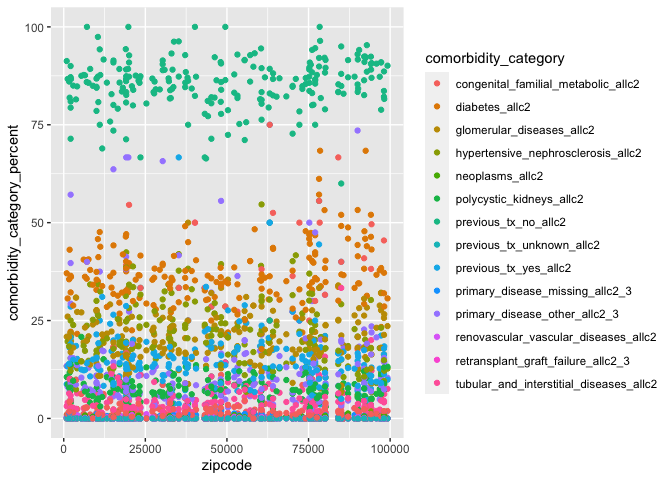 100
75
50
25
0
comorbidity_category_percent
0
25000
50000
75000
100000
zipcode
comorbidity_category
congenital_familial_metabolic_allc2
diabetes_allc2
glomerular_diseases_allc2
hypertensive_nephrosclerosis_allc2
neoplasms_allc2
polycystic_kidneys_allc2
previous_tx_no_allc2
previous_tx_unknown_allc2
previous_tx_yes_allc2
primary_disease_missing_allc2_3
primary_disease_other_allc2_3
renovascular_vascular_diseases_allc2
retransplant_graft_failure_allc2_3
tubular_and_interstitial_diseases_allc2